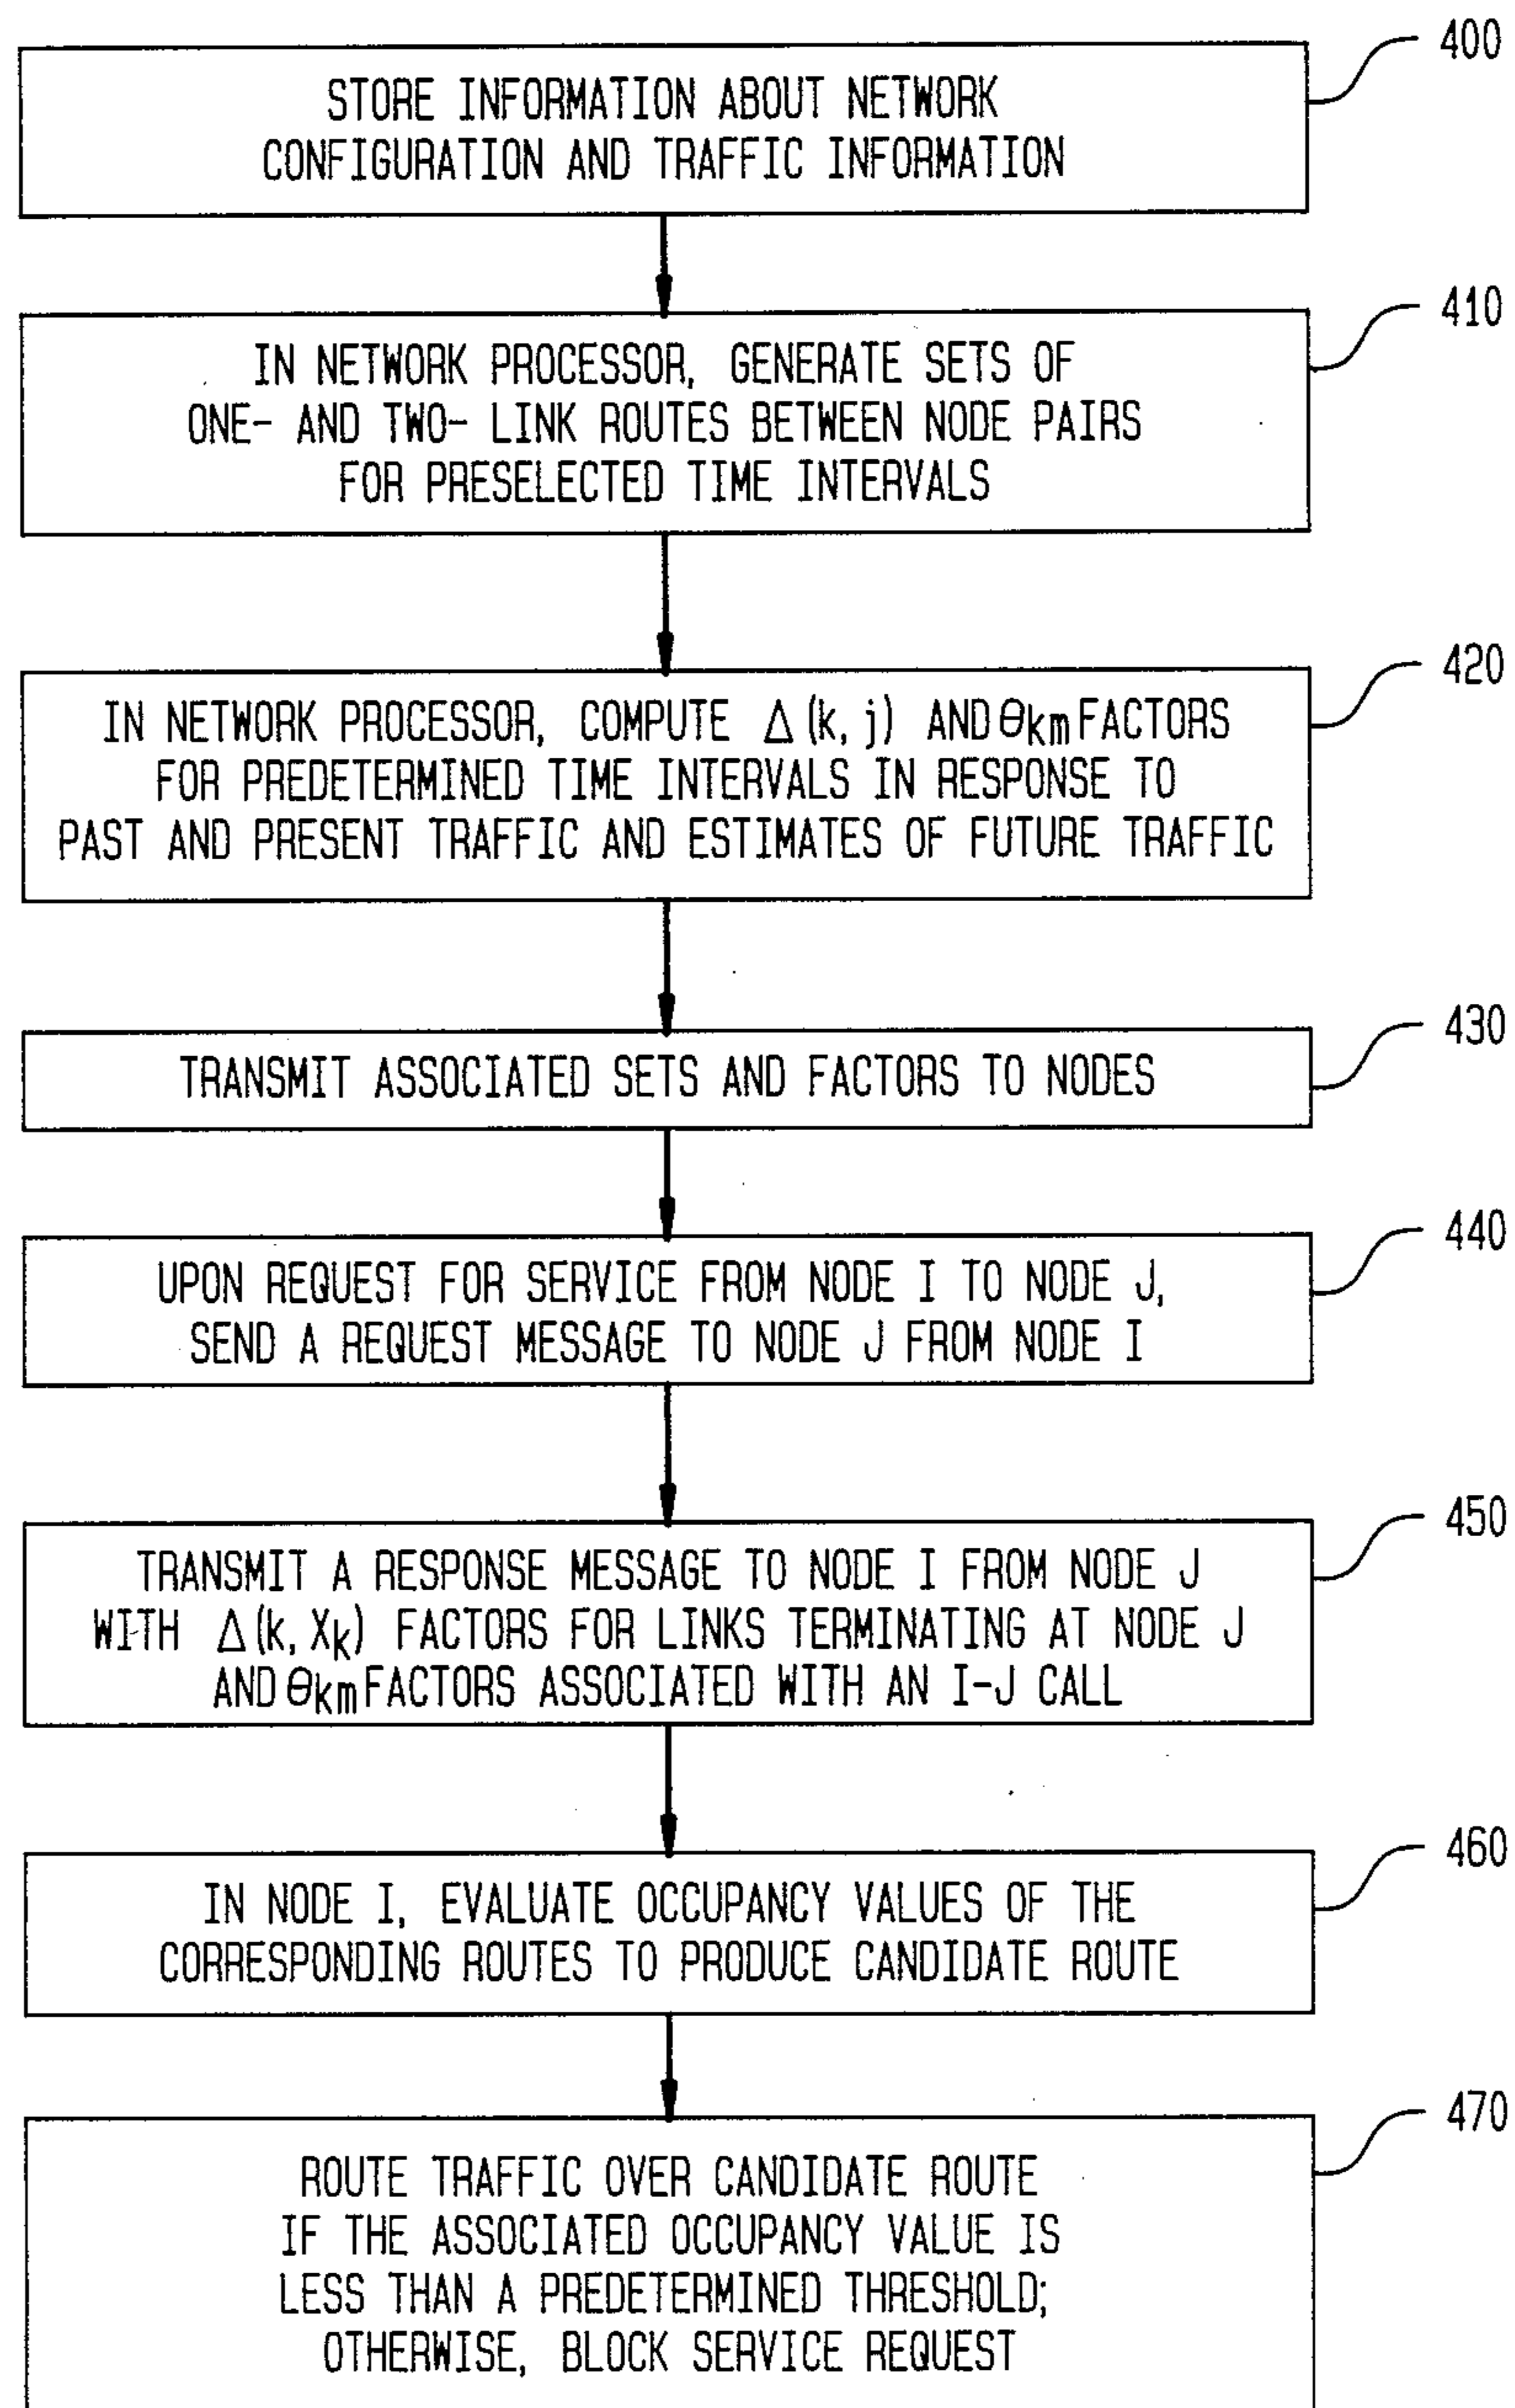 400
STORE INFORMATION ABOUT NETWORK
CONFIGURATION AND TRAFFIC INFORMATION
410
IN NETWORK PROCESSOR, GENERATE SETS OF
ONE- AND TWO- LINK ROUTES BETWEEN NODE PAIRS
FOR PRESELECTED TIME INTERVALS
420
IN NETWORK PROCESSOR, COMPUTE Δ(k, j) AND θkm FACTORS
FOR PREDETERMINED TIME INTERVALS IN RESPONSE TO
PAST AND PRESENT TRAFFIC AND ESTIMATES OF FUTURE TRAFFIC
430
TRANSMIT ASSOCIATED SETS AND FACTORS TO NODES
440
UPON REQUEST FOR SERVICE FROM NODE I TO NODE J,
SEND A REQUEST MESSAGE TO NODE J FROM NODE I
450
TRANSMIT A RESPONSE MESSAGE TO NODE I FROM NODE J
WITH Δ(k, Xk) FACTORS FOR LINKS TERMINATING AT NODE J
AND θkm FACTORS ASSOCIATED WITH AN I-J CALL
460
IN NODE I, EVALUATE OCCUPANCY VALUES OF THE
CORRESPONDING ROUTES TO PRODUCE CANDIDATE ROUTE
470
ROUTE TRAFFIC OVER CANDIDATE ROUTE
IF THE ASSOCIATED OCCUPANCY VALUE IS
LESS THAN A PREDETERMINED THRESHOLD;
OTHERWISE, BLOCK SERVICE REQUEST